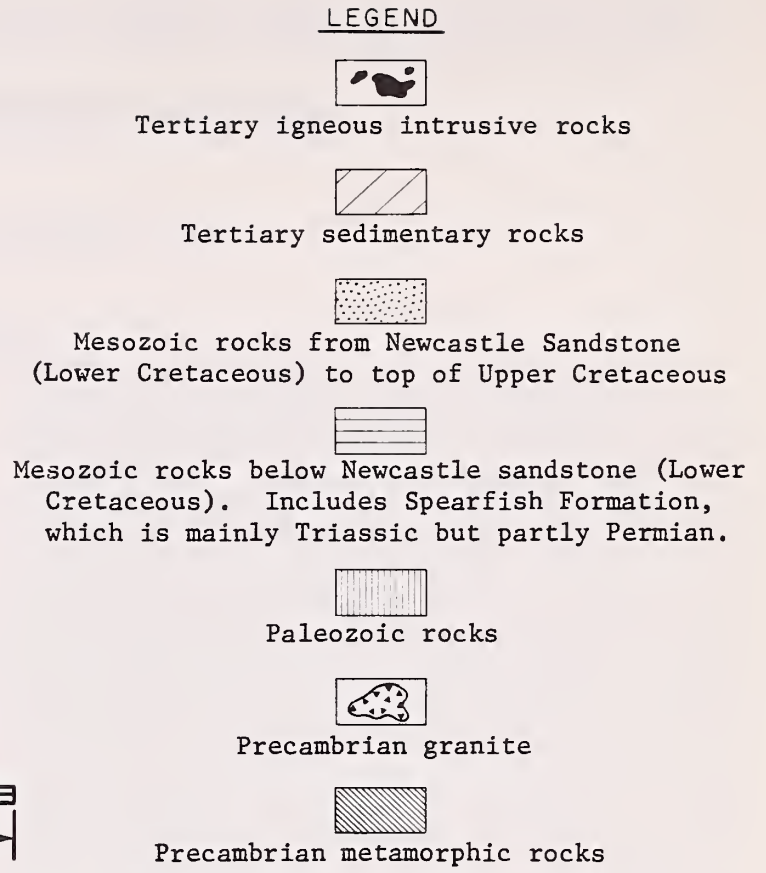 LEGEND
Tertiary igneous intrusive rocks
Tertiary sedimentary rocks
Mesozoic rocks from Newcastle Sandstone
(Lower Cretaceous) to top of Upper Cretaceous
Mesozoic rocks below Newcastle sandstone (Lower
Cretaceous). Includes Spearfish Formation,
which is mainly Triassic but partly Permian.
Paleozoic rocks
Precambrian granite
Precambrian metamorphic rocks